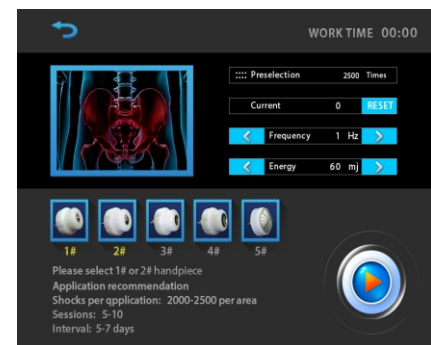 WORK TIME 00:00
:::: Preselection 2500 Times
Current 0 RESET
Frequency 1 Hz
Energy 60 mj
1# 2# 3# 4# 5#
Please select 1# or 2# handpiece
Application recommendation
Shocks per qpplication: 2000-2500 per area
Sessions: 5-10
Interval: 5-7 days